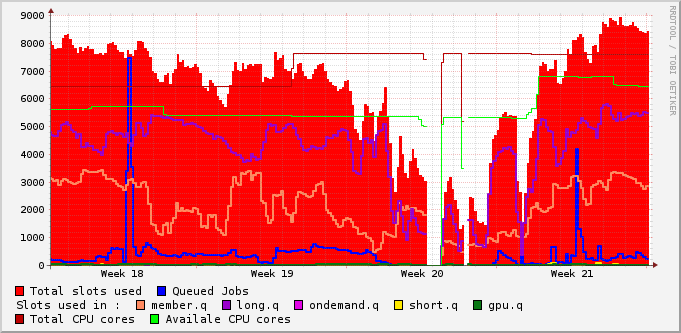 9000
8000
7000
6000
5000
4000
3000
2000
1000
0
Week 18 Week 19 Week 20 Week 21
Total slots used Queued Jobs
Slots used in : member.q long.q ondemand.q short.q gpu.q
Total CPU cores Availale CPU cores
RRDTOOL / TOBI OETIKER